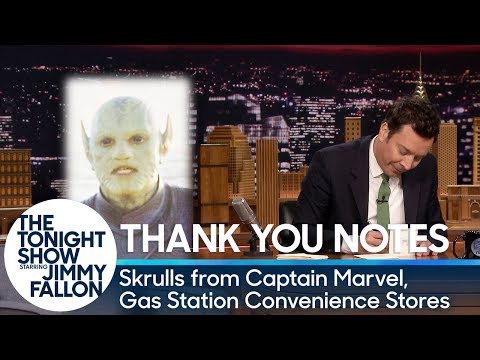 THANK YOU NOTES
THE
TONIGHT
SHOW
STARRING
JIMMY
FALLON
Skrulls from Captain Marvel,
Gas Station Convenience Stores